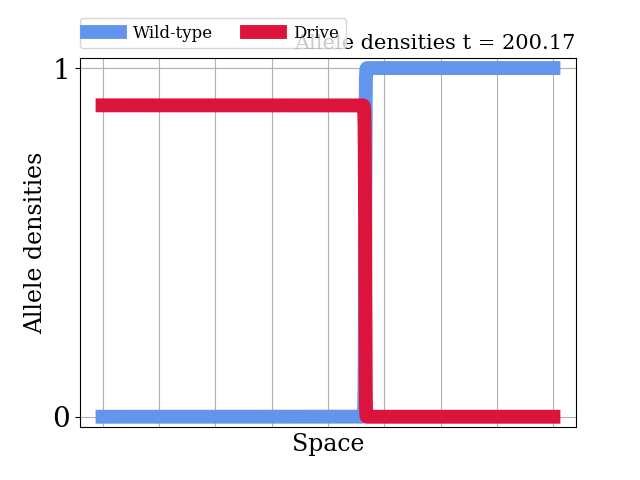 Wild-type Drive
Allele densities t = 200.17
1
0
Allele densities
Space